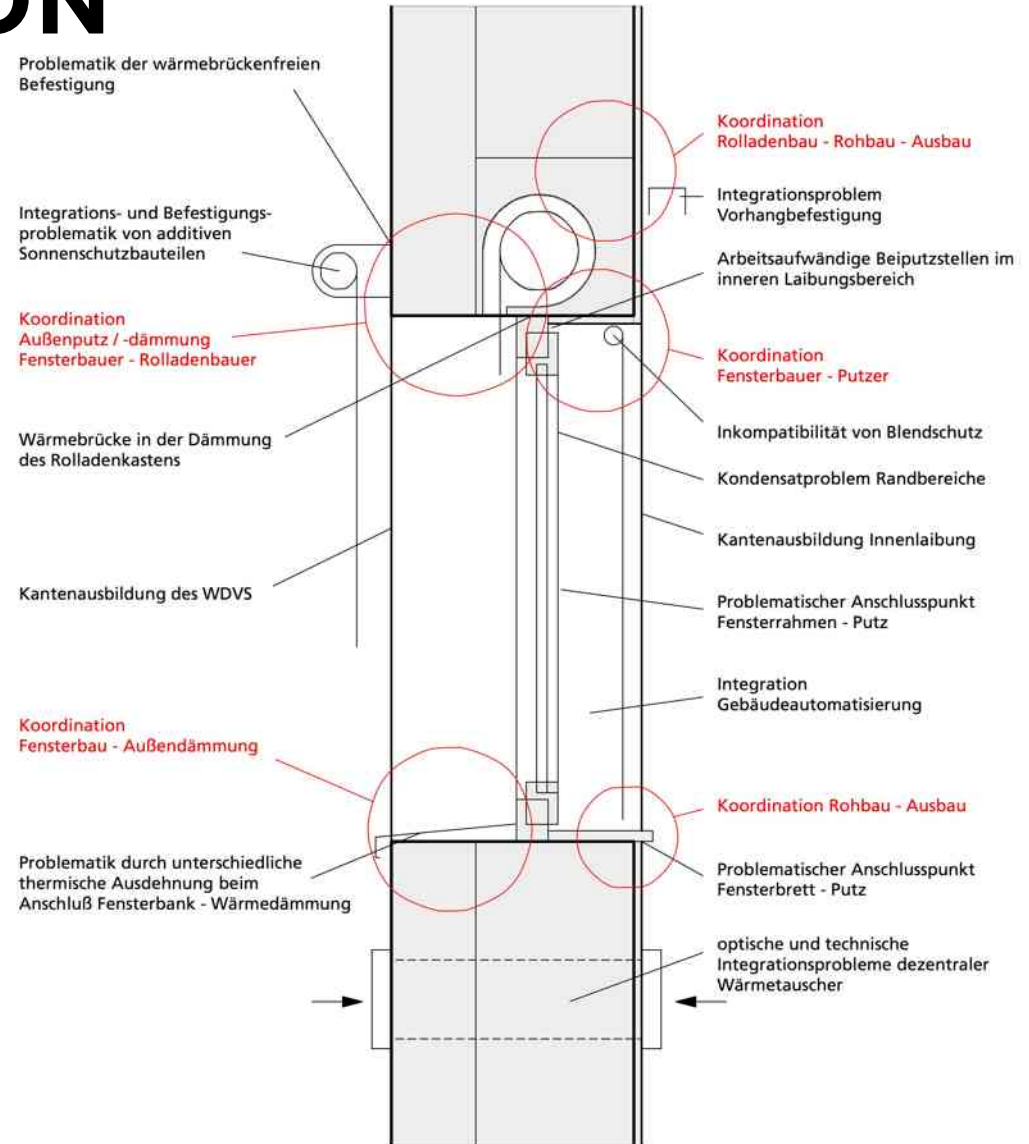 ON
Problematik der wärmebrückenfreien
Befestigung
Integrations- und Befestigungs-
problematik von additiven
Sonnenschutzbauteilen
Koordination
Außenputz / -dämmung
Fensterbauer - Rolladenbauer
Wärmebrücke in der Dämmung
des Rolladenkastens
Kantenausbildung des WDVS
Koordination
Fensterbau - Außendämmung
Problematik durch unterschiedliche
thermische Ausdehnung beim
Anschluß Fensterbank - Wärmedämmung
Koordination
Rolladenbau - Rohbau - Ausbau
Integrationsproblem
Vorhangbefestigung
Arbeitsaufwändige Beiputzstellen im
inneren Laibungsbereich
Koordination
Fensterbauer - Putzer
Inkompatibilität von Blendschutz
Kondensatproblem Randbereiche
Kantenausbildung Innenlaibung
Problematischer Anschlusspunkt
Fensterrahmen - Putz
Integration
Gebäudeautomatisierung
Koordination Rohbau - Ausbau
Problematischer Anschlusspunkt
Fensterbrett - Putz
optische und technische
Integrationsprobleme dezentraler
Wärmetauscher